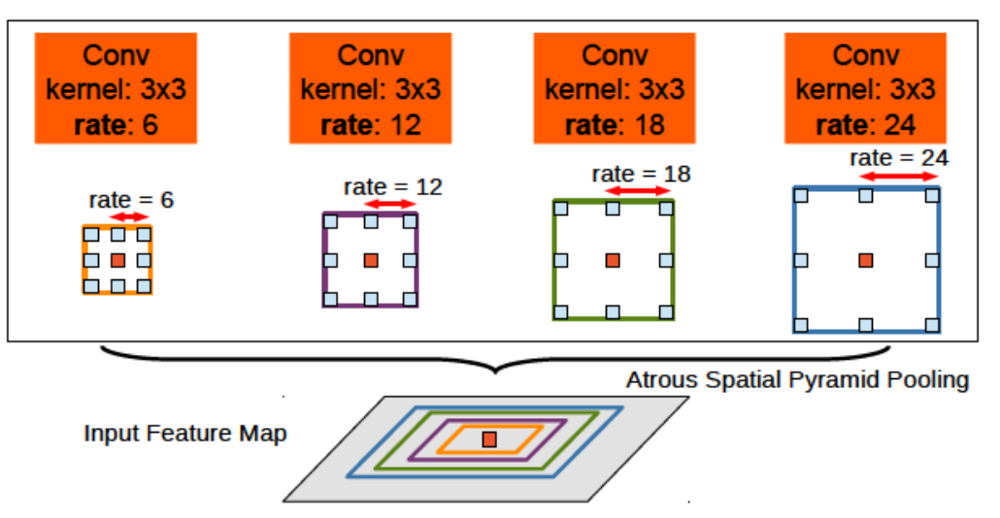 Conv
kernel: 3x3
rate: 6
Conv
kernel: 3x3
rate: 12
Conv
kernel: 3x3
rate: 18
Conv
kernel: 3x3
rate: 24
rate = 6
rate = 12
rate = 18
rate = 24
Atrous Spatial Pyramid Pooling
Input Feature Map